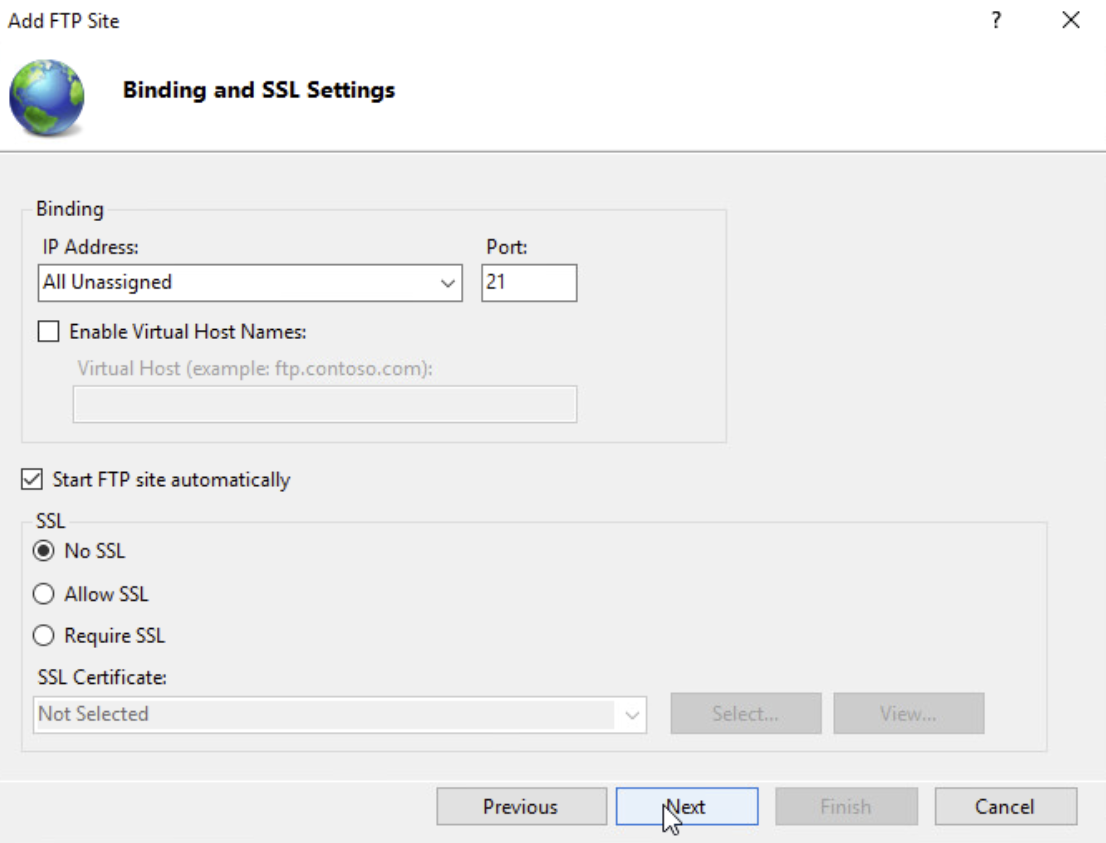 Add FTP Site
?
Binding and SSL Settings
Binding
IP Address: Port:
All Unassigned 21
Enable Virtual Host Names:
Virtual Host (example: ftp.contoso.com):
Start FTP site automatically
SSL
No SSL
Allow SSL
Require SSL
SSL Certificate:
Not Selected Select... View...
Previous Next Finish Cancel